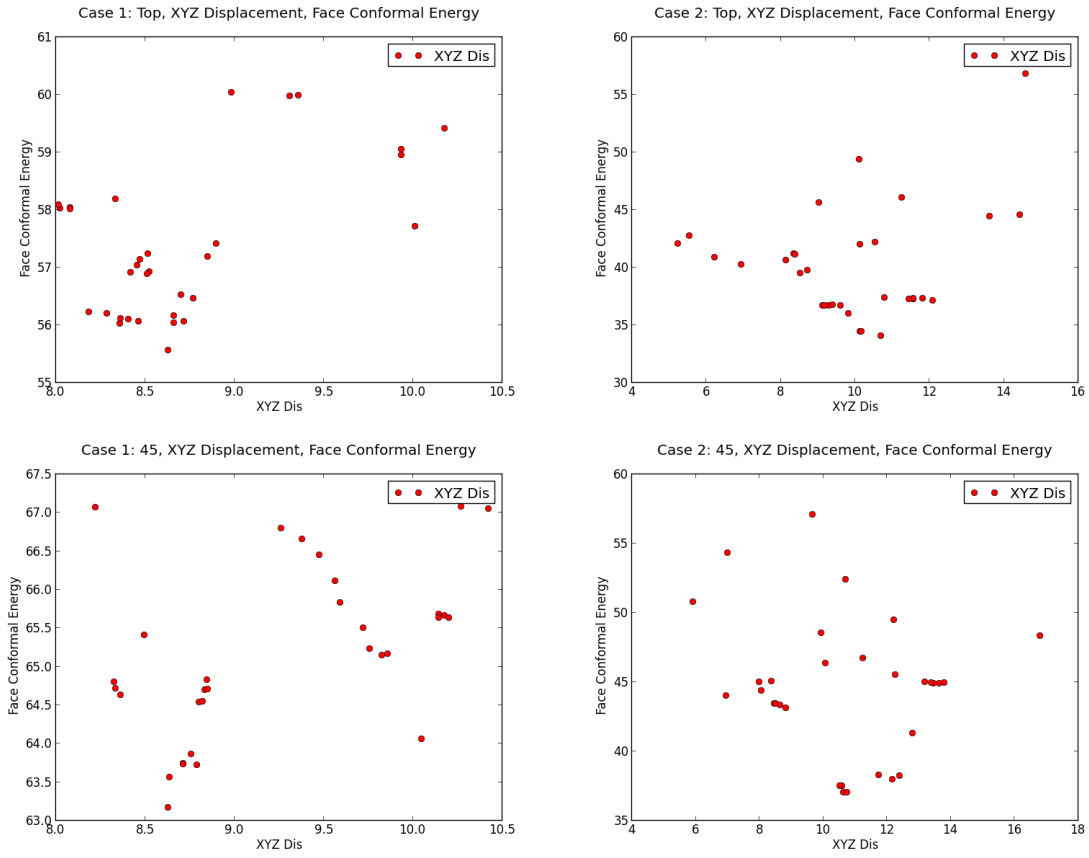 Case 1: Top, XYZ Displacement, Face Conformal Energy
61
60
59
58
57
56
55
Face Conformal Energy
XYZ Dis
8.0 8.5 9.0 9.5 10.0 10.5
XYZ Dis
Case 2: Top, XYZ Displacement, Face Conformal Energy
60
55
50
45
40
35
30
Face Conformal Energy
XYZ Dis
4 6 8 10 12 14 16
XYZ Dis
Case 1: 45, XYZ Displacement, Face Conformal Energy
67.5
67.0
66.5
66.0
65.5
65.0
64.5
64.0
63.5
63.0
Face Conformal Energy
XYZ Dis
8.0 8.5 9.0 9.5 10.0 10.5
XYZ Dis
Case 2: 45, XYZ Displacement, Face Conformal Energy
60
55
50
45
40
35
Face Conformal Energy
XYZ Dis
4 6 8 10 12 14 16 18
XYZ Dis